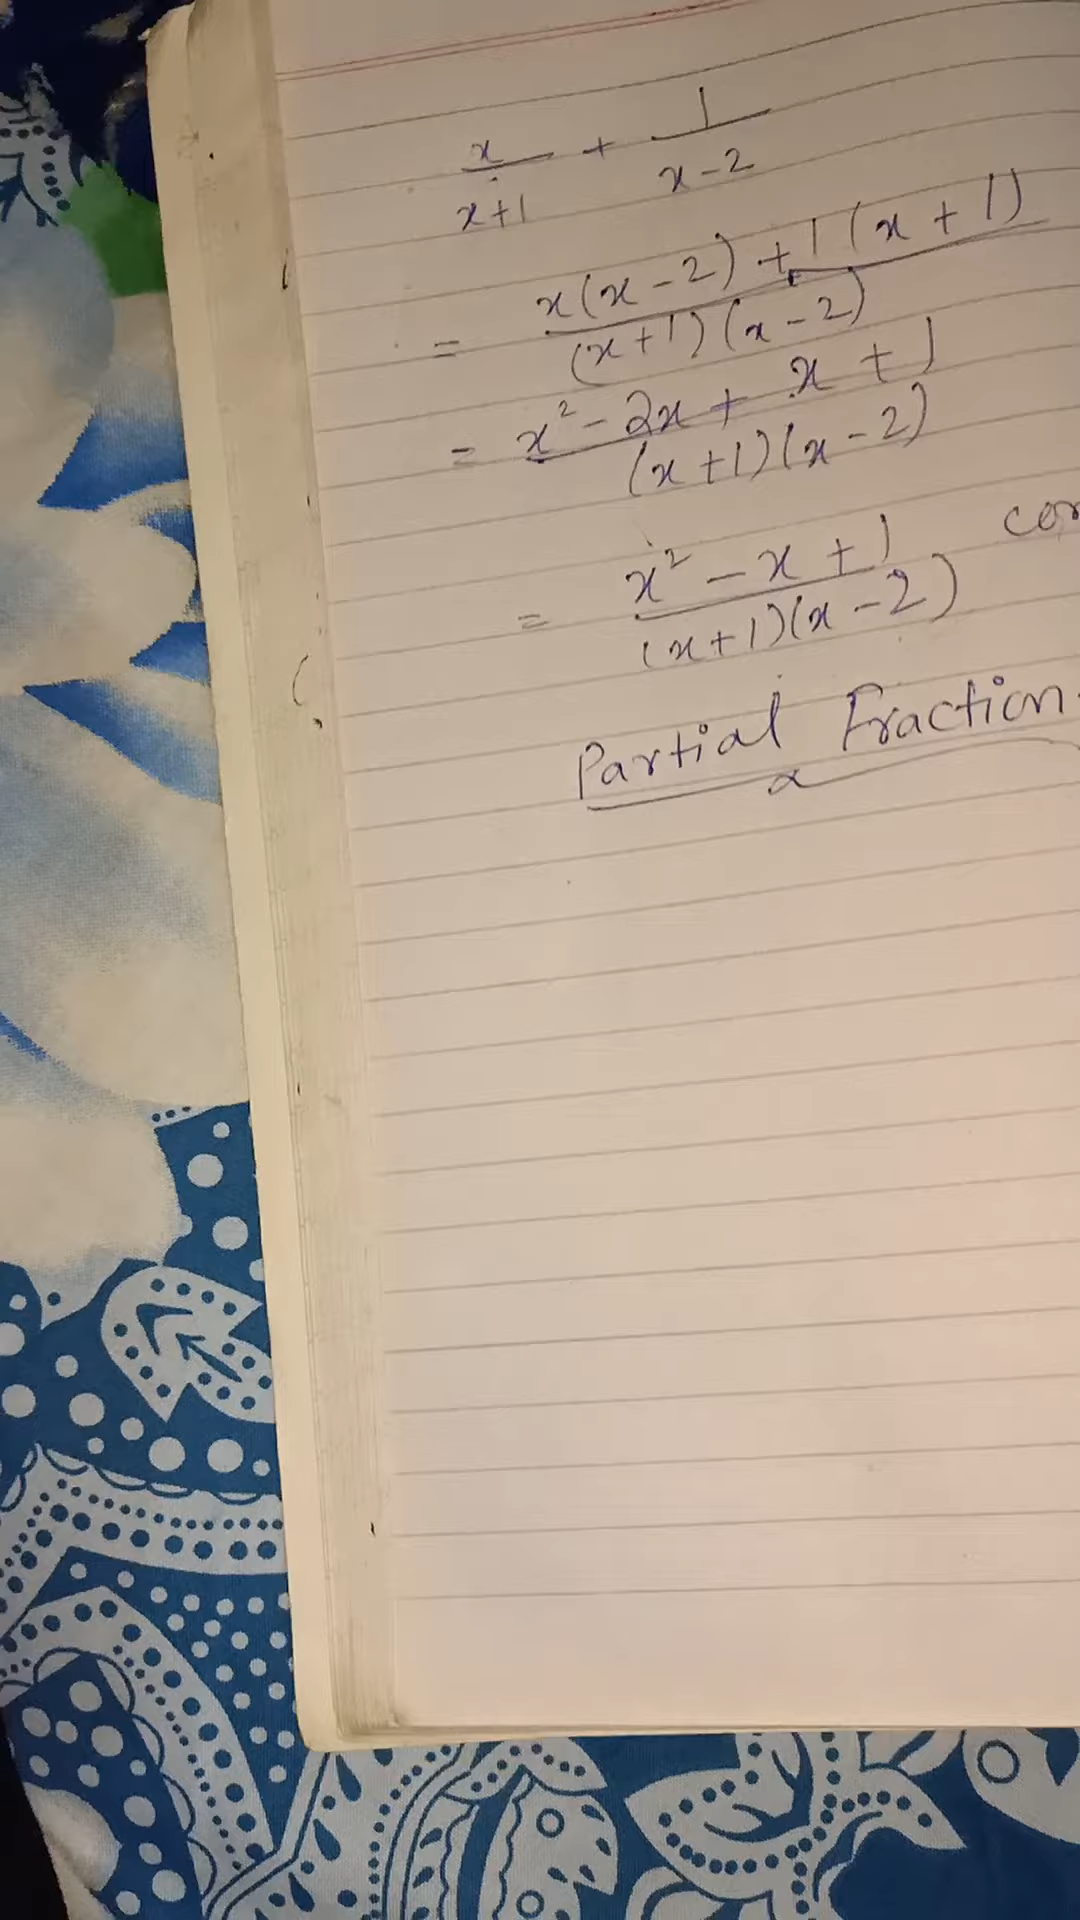 x/x+1 + 1/x-2
= x(x-2)+1(x+1)/(x+1)(x-2)
= x²-2x+x+1/(x+1)(x-2)
= x²-x+1/(x+1)(x-2)
Partial Fraction